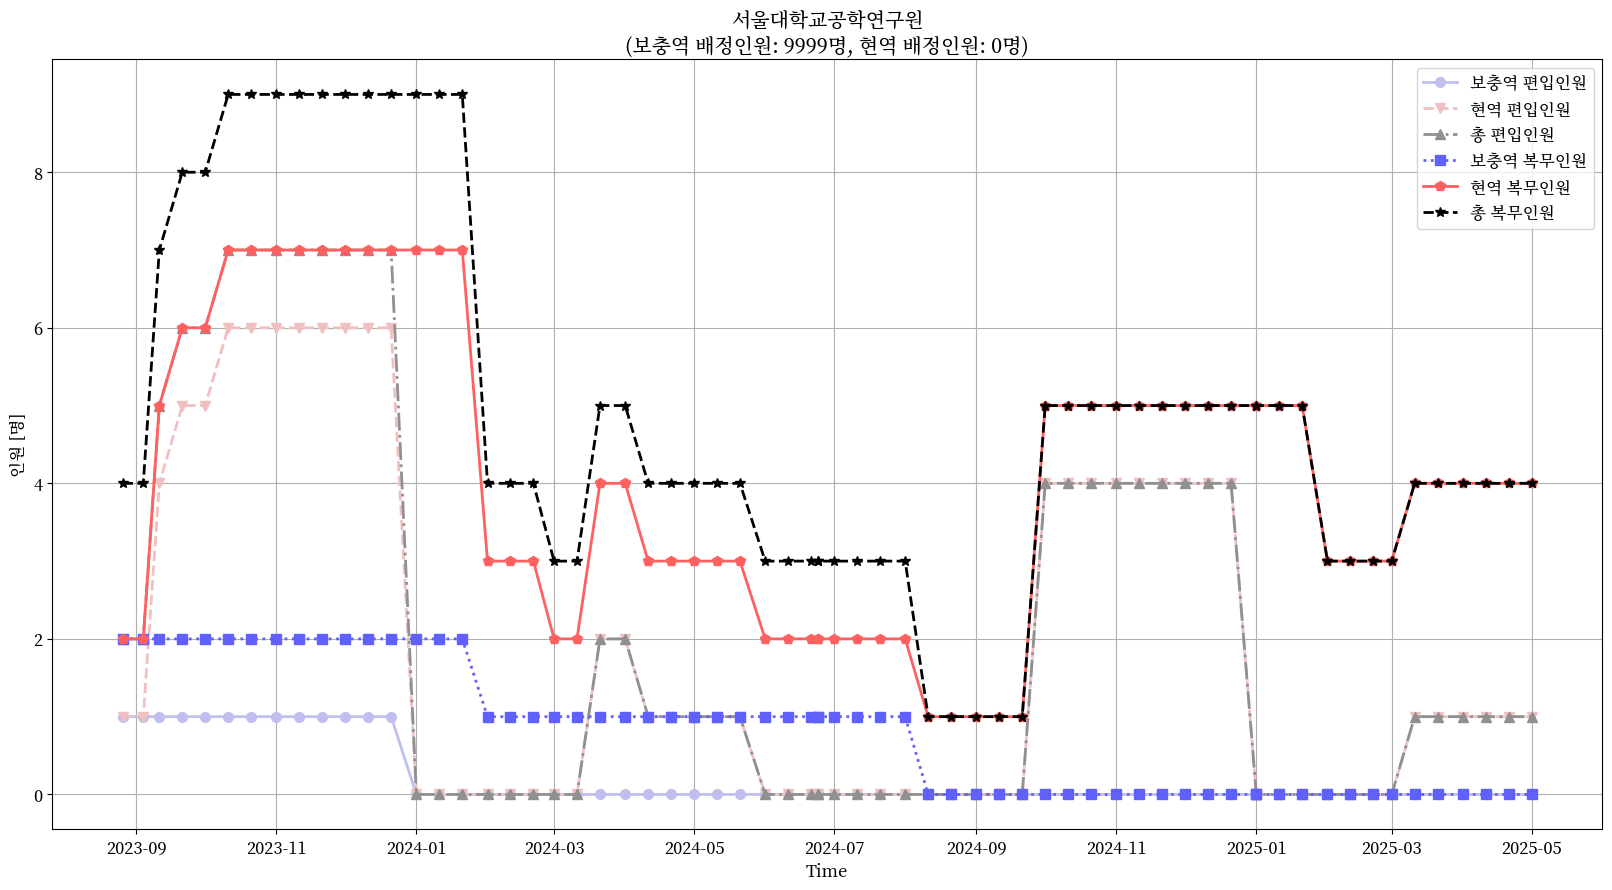 서울대학교공학연구원
(보충역 배정인원: 9999명, 현역 배정인원: 0명)
보충역 편입인원
현역 편입인원
총 편입인원
보충역 복무인원
현역 복무인원
총 복무인원
인원 [명]
8
6
4
2
0
2023-09
2023-11
2024-01
2024-03
2024-05
2024-07
2024-09
2024-11
2025-01
2025-03
2025-05
Time